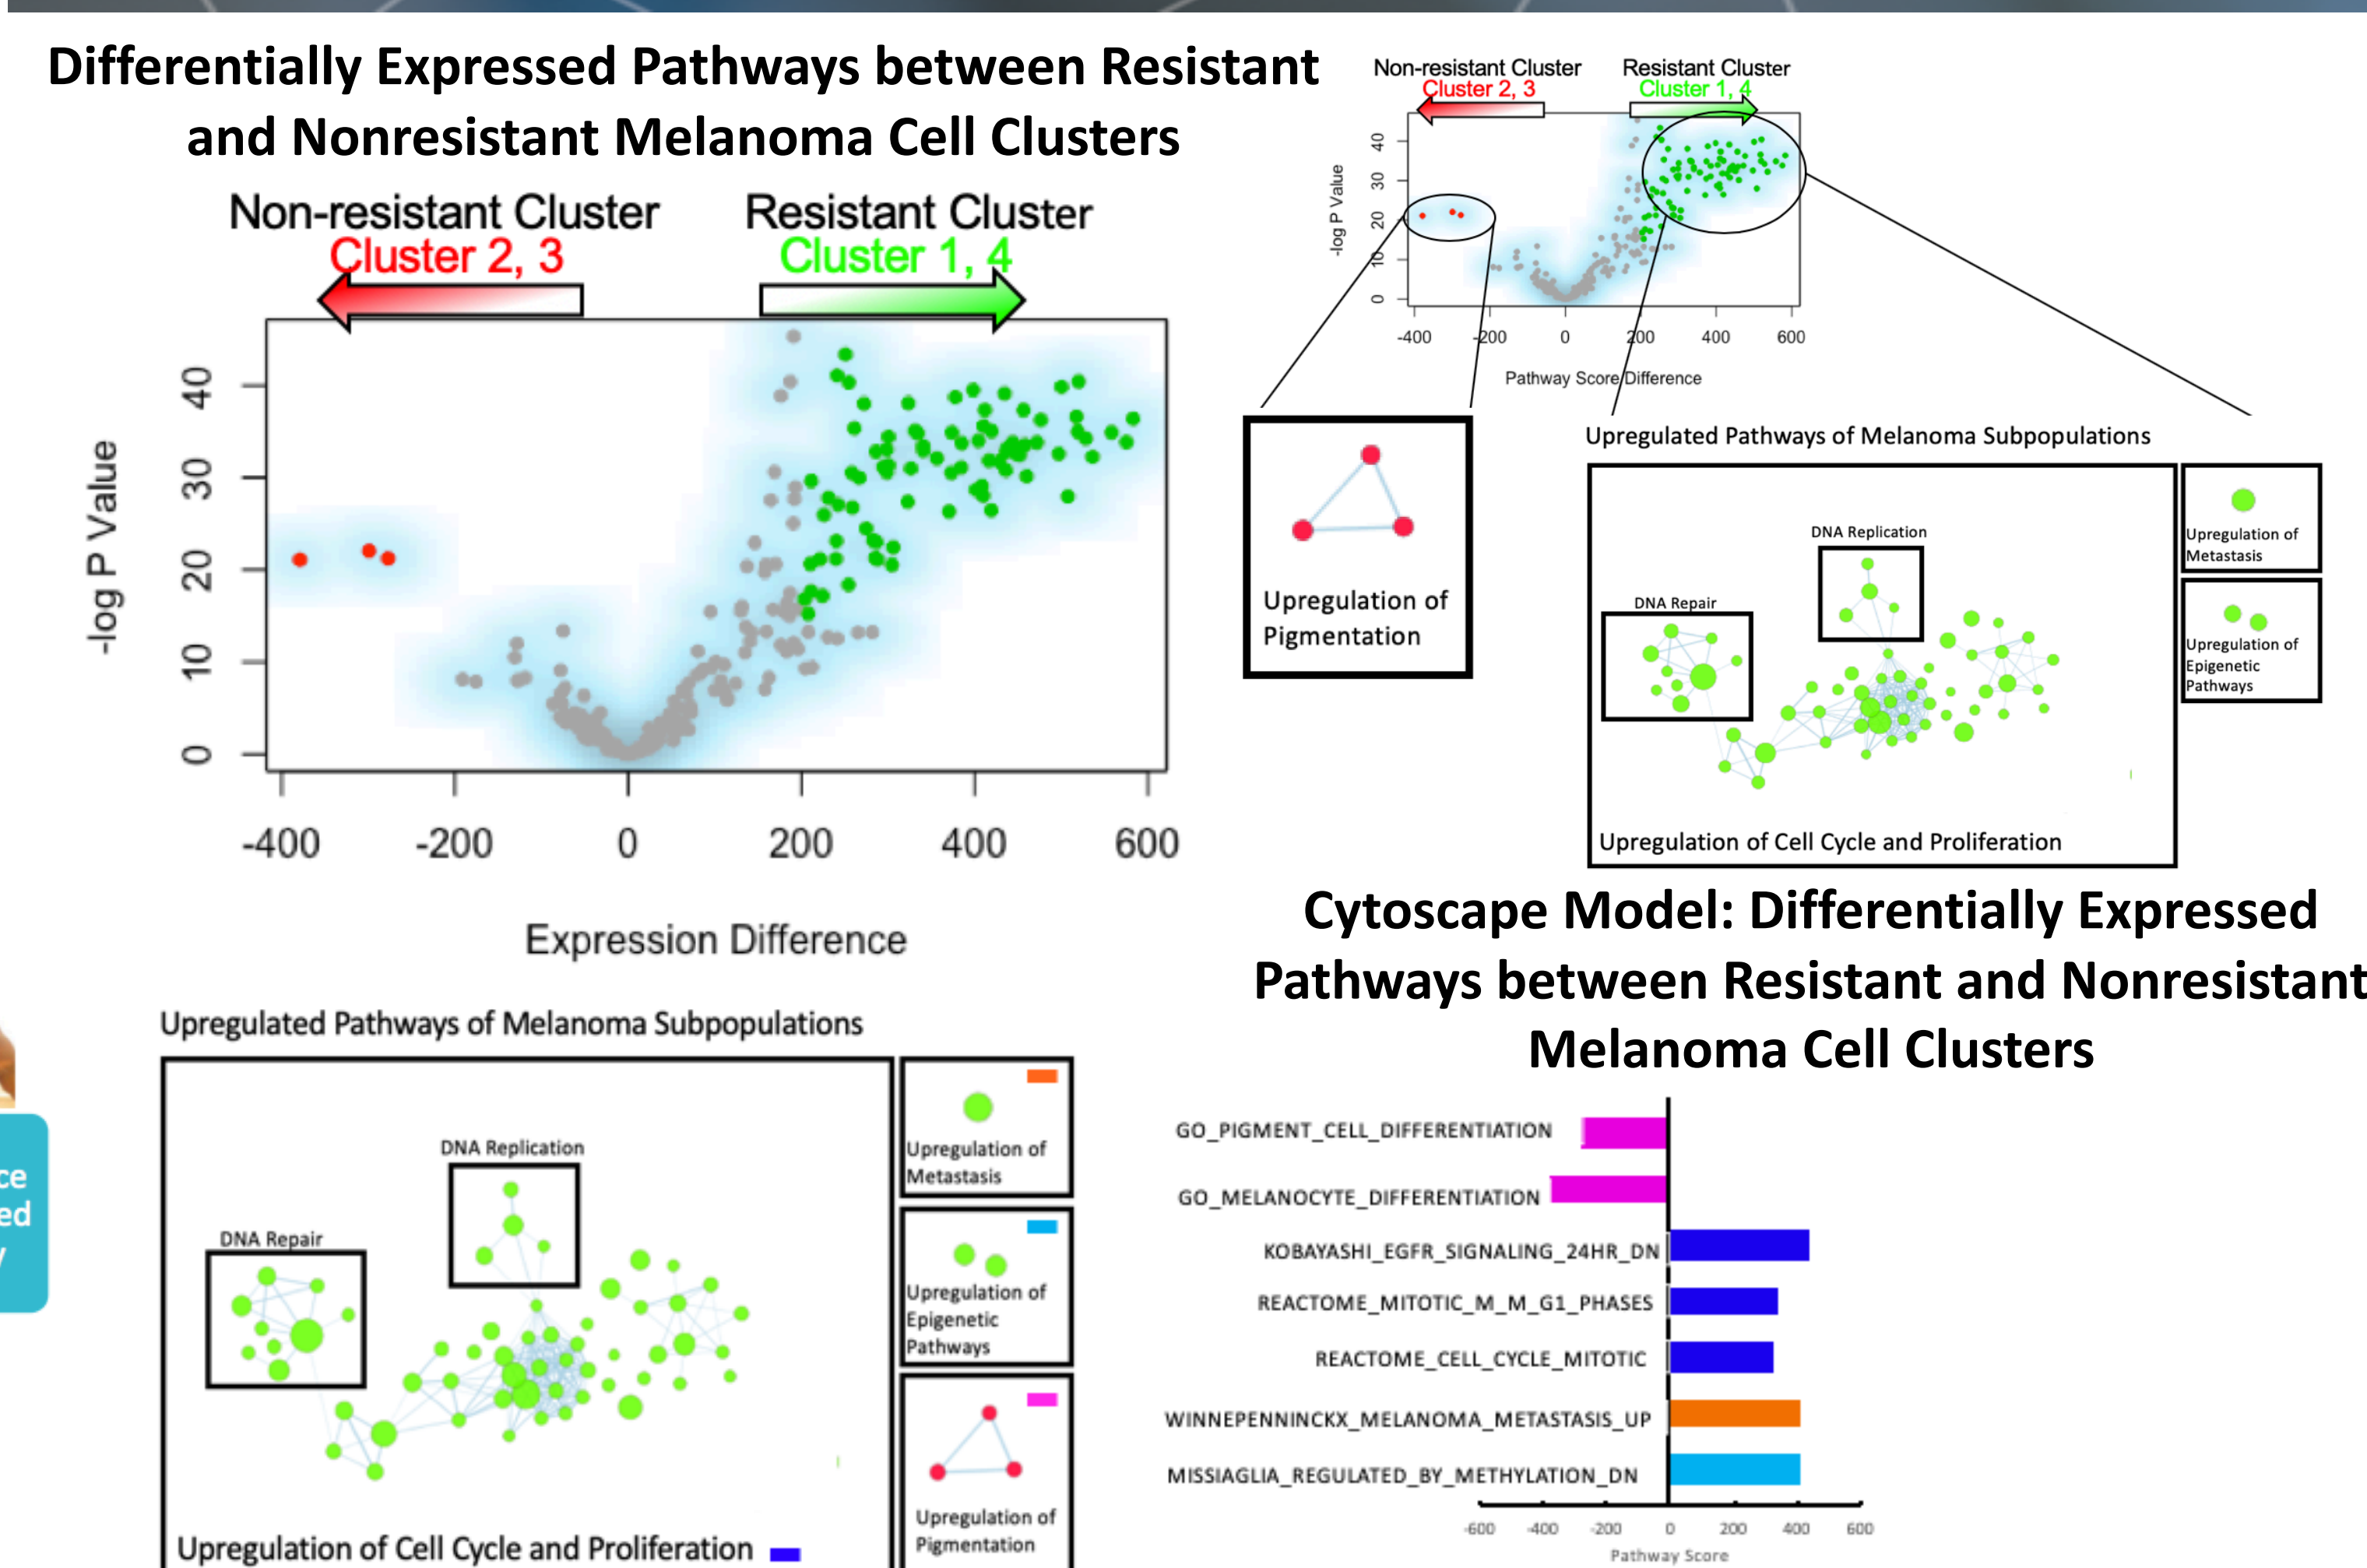 Differentially Expressed Pathways between Resistant
and Nonresistant Melanoma Cell Clusters
Non-resistant Cluster
Resistant Cluster
Cluster 2, 3
Cluster 1, 4
-log P Value
40
30
20
10
0
-400 -200 0 200 400 600
Expression Difference
Non-resistant Cluster
Resistant Cluster
Cluster 2, 3
Cluster 1, 4
-log P Value
40
30
20
10
0
-400 -200 0 200 400 600
Pathway Score Difference
Upregulation of
Pigmentation
Upregulated Pathways of Melanoma Subpopulations
DNA Replication
DNA Repair
Upregulation of Cell Cycle and Proliferation
Upregulation of
Metastasis
Upregulation of
Epigenetic
Pathways
Cytoscape Model: Differentially Expressed
Pathways between Resistant and Nonresistant
Melanoma Cell Clusters
ce
ed
y
Upregulated Pathways of Melanoma Subpopulations
DNA Replication
DNA Repair
Upregulation of Cell Cycle and Proliferation
Upregulation of
Metastasis
Upregulation of
Epigenetic
Pathways
Upregulation of
Pigmentation
GO_PIGMENT_CELL_DIFFERENTIATION
GO_MELANOCYTE_DIFFERENTIATION
KOBAYASHI_EGFR_SIGNALING_24HR_DN
REACTOME_MITOTIC_M_M_G1_PHASES
REACTOME_CELL_CYCLE_MITOTIC
WINNEPENNINCKX_MELANOMA_METASTASIS_UP
MISSIAGLIA_REGULATED_BY_METHYLATION_DN
-600 -400 -200 0 200 400 600
Pathway Score